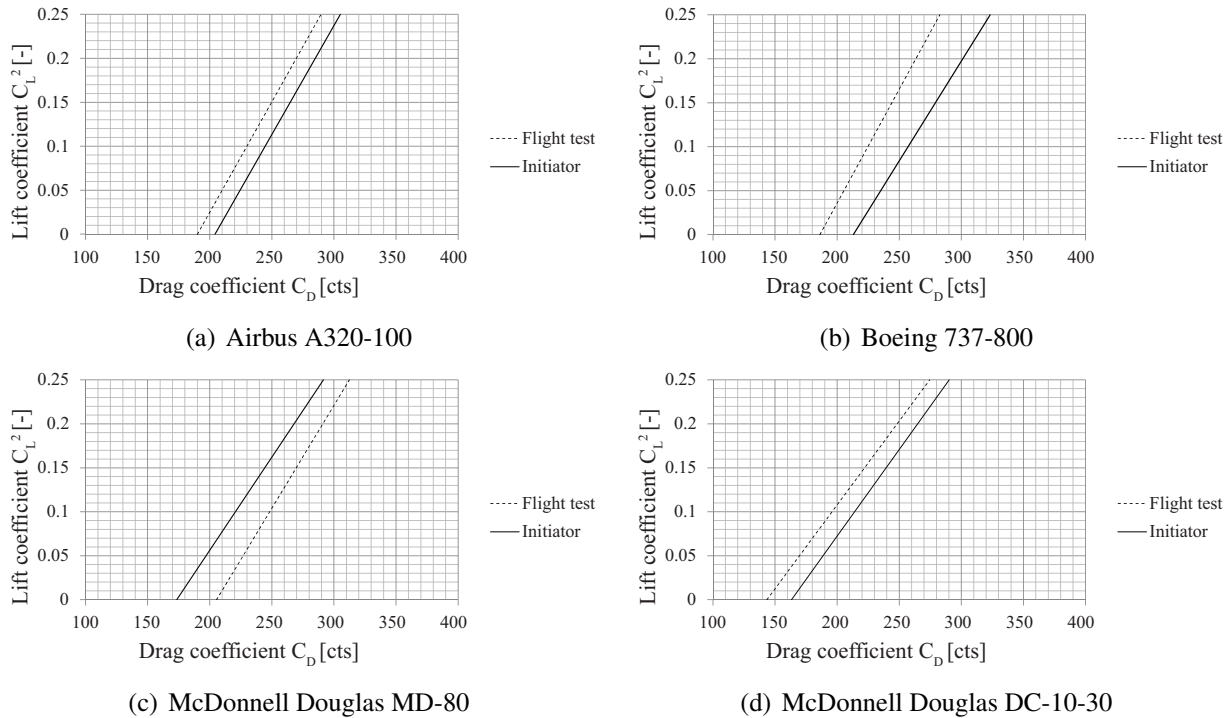 0.25
0.2
0.15
0.1
0.05
0
100 150 200 250 300 350 400
Lift coefficient C_L^2 [-]
Drag coefficient C_D [cts]
Flight test
Initiator
(a) Airbus A320-100
0.25
0.2
0.15
0.1
0.05
0
100 150 200 250 300 350 400
Lift coefficient C_L^2 [-]
Drag coefficient C_D [cts]
Flight test
Initiator
(b) Boeing 737-800
0.25
0.2
0.15
0.1
0.05
0
100 150 200 250 300 350 400
Lift coefficient C_L^2 [-]
Drag coefficient C_D [cts]
Flight test
Initiator
(c) McDonnell Douglas MD-80
0.25
0.2
0.15
0.1
0.05
0
100 150 200 250 300 350 400
Lift coefficient C_L^2 [-]
Drag coefficient C_D [cts]
Flight test
Initiator
(d) McDonnell Douglas DC-10-30